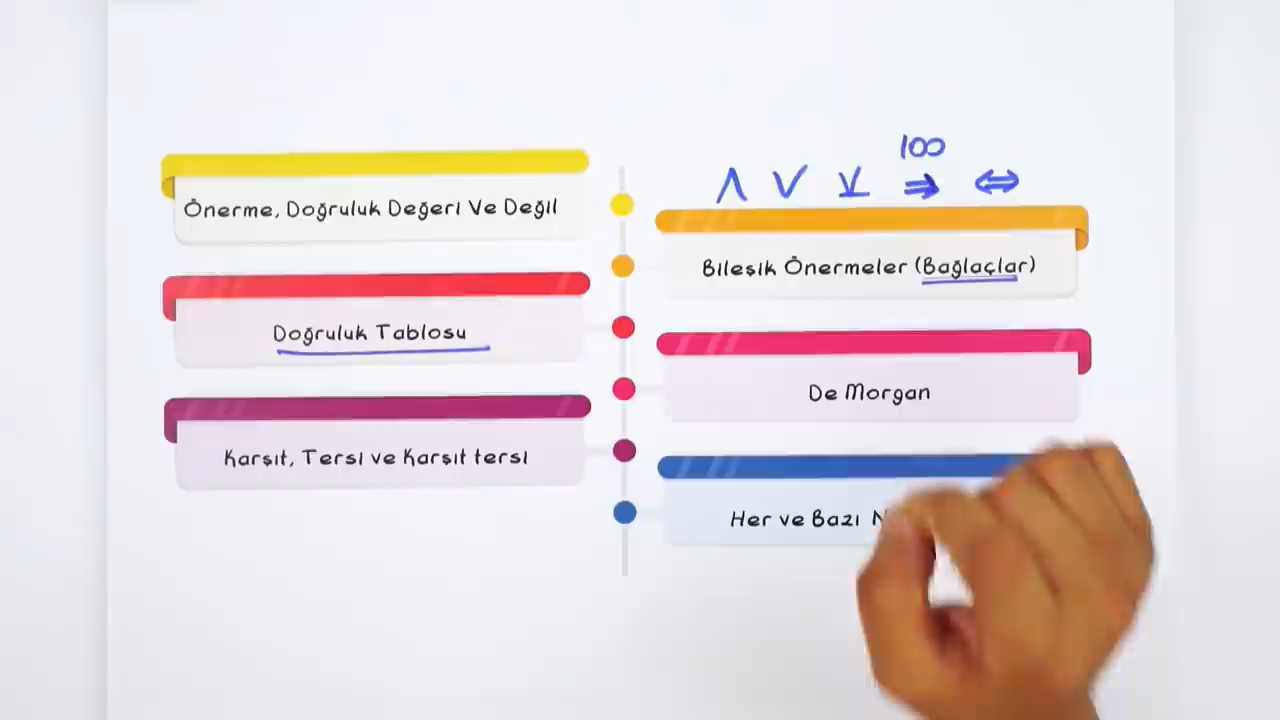 100
∧ ∨ ⊻ ⇒ ⇔
Önerme, Doğruluk Değeri Ve Değil
Bileşik Önermeler (Bağlaçlar)
Doğruluk Tablosu
De Morgan
Karşıt, Tersi ve Karşıt tersi
Her ve Bazı